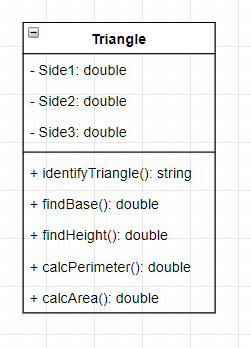 Triangle
- Side1: double
- Side2: double
- Side3: double
+ identifyTriangle(): string
+ findBase(): double
+ findHeight(): double
+ calcPerimeter(): double
+ calcArea(): double